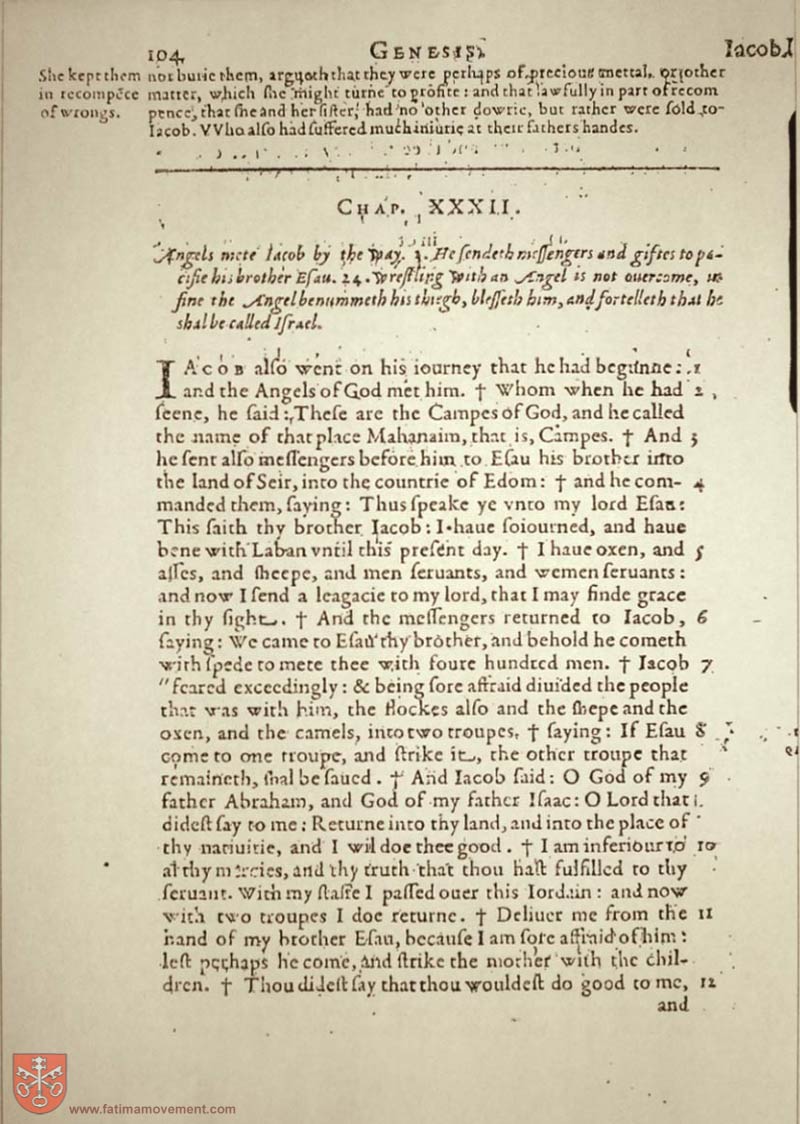 104 GENESIS. Iacob.
She kept them
in recompēce
of wrongs.
not burie them, argueth that they were perhaps of precious mettal, or other
matter, which she might turne to profite: and that lawfully in part of recom
pence, that she and her sister, had no other dowrie, but rather were sold to
Iacob. VVho also had suffered much iniurie at their fathers handes.
CHAP. XXXII.
Angels mete Iacob by the way. 3. He sendeth messengers and giftes to pa-
cifie his brother Esau. 24. Wrestling with an Angel is not ouercome, in
fine the Angel benummeth his thiegh, blesseth him, and fortelleth that he
shal be called Israel.
IACOB also went on his iourney that he had begunne: 1
and the Angels of God met him. † Whom when he had 2
seene, he said: These are the Campes of God, and he called
the name of that place Mahanaim, that is, Campes. † And 3
he sent also messengers before him to Esau his brother into
the land of Seir, into the countrie of Edom: † and he com- 4
manded them, saying: Thus speake ye vnto my lord Esau:
This saith thy brother Iacob: I haue soiourned, and haue
bene with Laban vntil this present day. † I haue oxen, and 5
asses, and sheepe, and men seruants, and wemen seruants:
and now I send a leagacie to my lord, that I may finde grace
in thy sight. † And the messengers returned to Iacob, 6
saying: We came to Esau thy brother, and behold he cometh
with spede to mete thee with foure hundred men. † Iacob 7
"feared exceedingly: & being sore affraid diuided the people
that was with him, the flockes also and the shepe and the
oxen, and the camels, into two troupes, † saying: If Esau 8
come to one troupe, and strike it, the other troupe that
remaineth, shal be saued. † And Iacob said: O God of my 9
father Abraham, and God of my father Isaac: O Lord that
didest say to me: Returne into thy land, and into the place of
thy natiuitie, and I wil doe thee good. † I am inferiour to 10
al thy mercies, and thy truth that thou hast fulfilled to thy
seruant. With my staffe I passed ouer this Iordain: and now
with two troupes I doe returne. † Deliuer me from the 11
hand of my brother Esau, because I am sore affraid of him:
lest perhaps he come, and strike the mother with the chil-
dren. † Thou didest say that thou wouldest do good to me, 12
and
www.fatimamovement.com